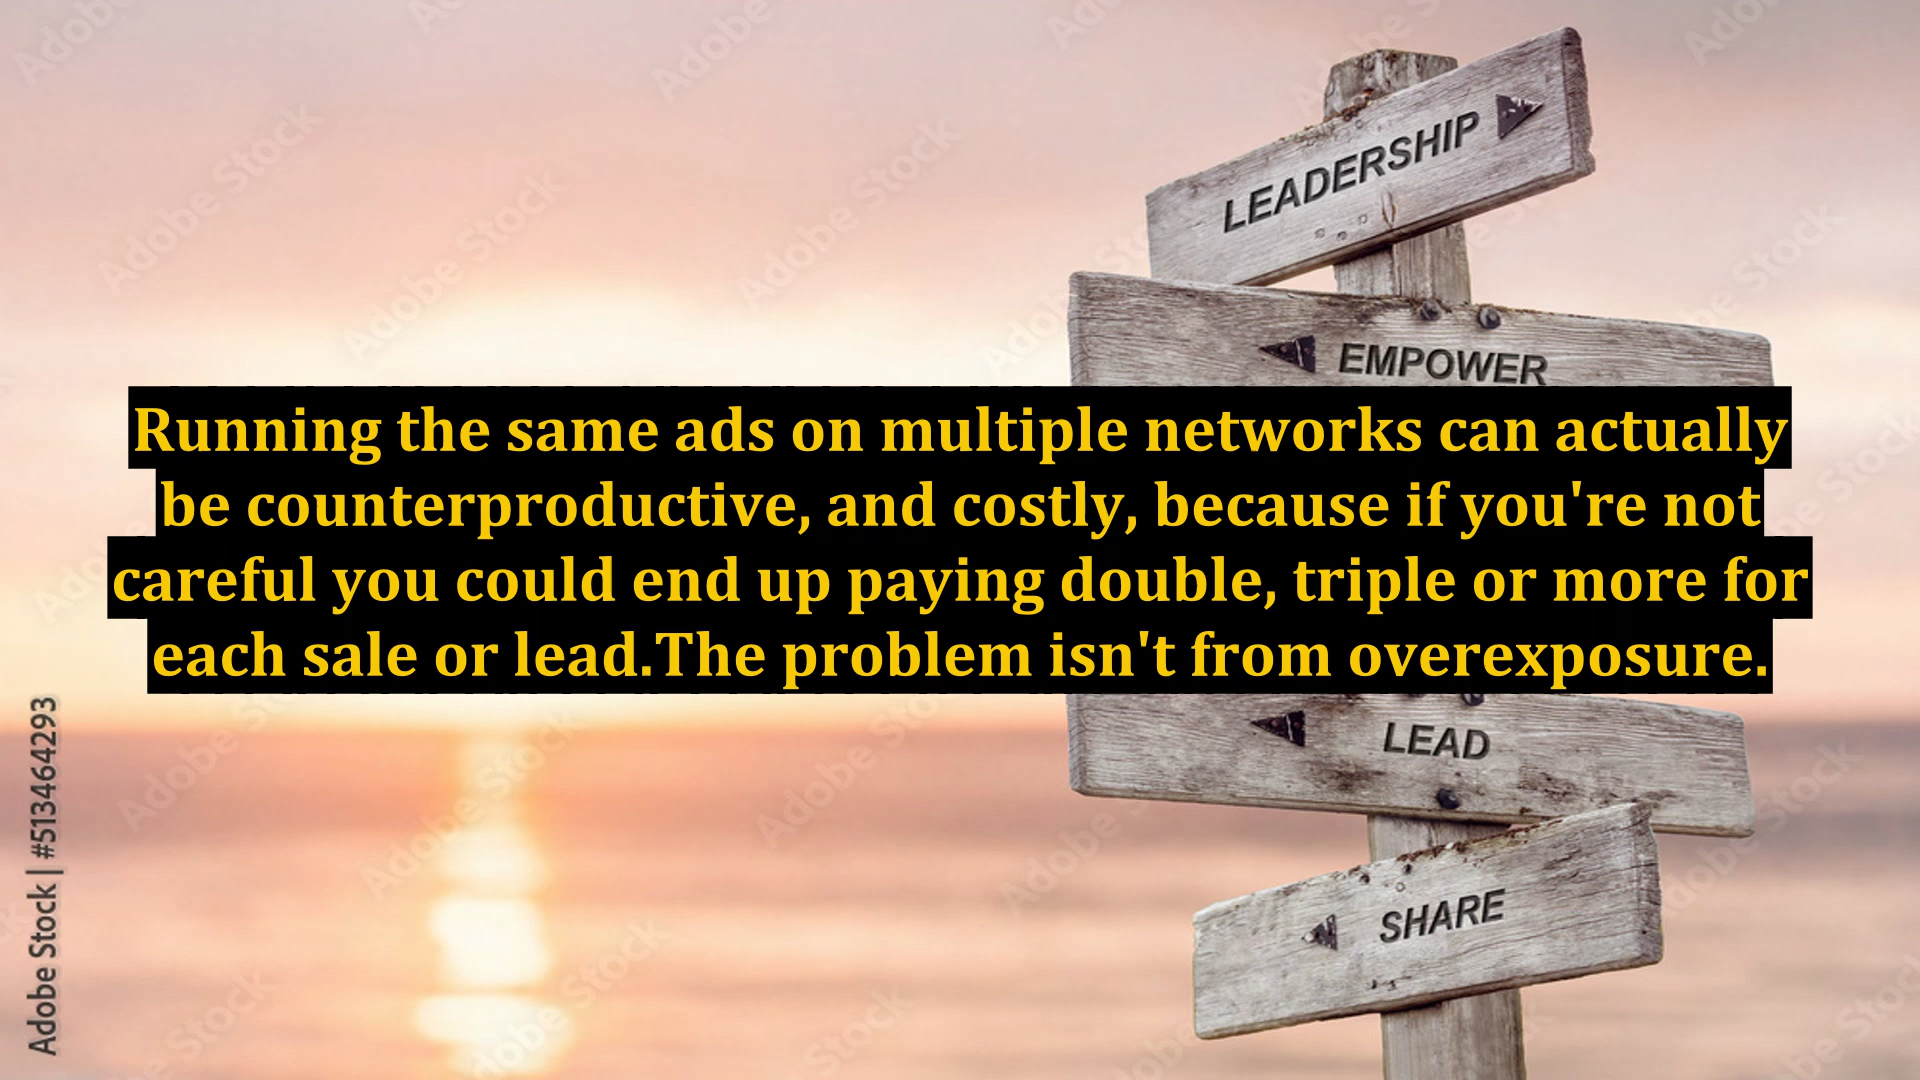 LEADERSHIP
EMPOWER
Running the same ads on multiple networks can actually
be counterproductive, and costly, because if you're not
careful you could end up paying double, triple or more for
each sale or lead.The problem isn't from overexposure.
LEAD
SHARE
Adobe Stock | #513464293
Adobe Stock